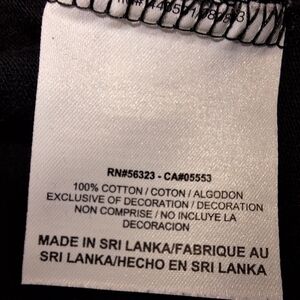 RN#56323 - CA#05553
100% COTTON / COTON / ALGODON
EXCLUSIVE OF DECORATION / DECORATION
NON COMPRISE / NO INCLUYE LA
DECORACION
MADE IN SRI LANKA/FABRIQUE AU
SRI LANKA/HECHO EN SRI LANKA